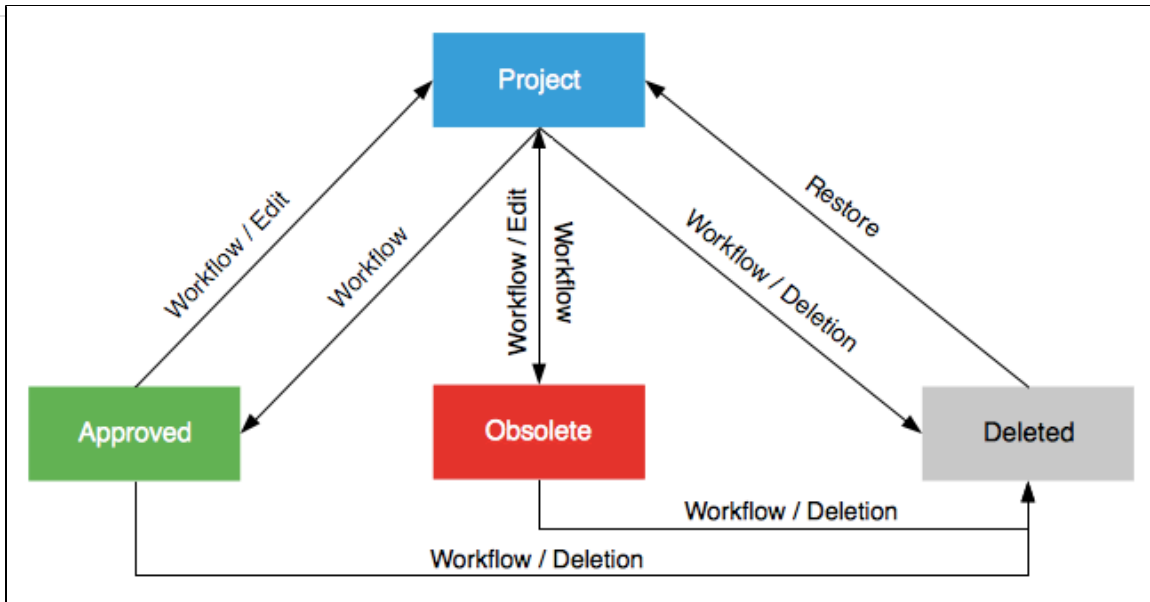 Project
Workflow / Edit
Workflow
Workflow / Edit
Workflow
Workflow / Deletion
Restore
Approved
Obsolete
Deleted
Workflow / Deletion
Workflow / Deletion